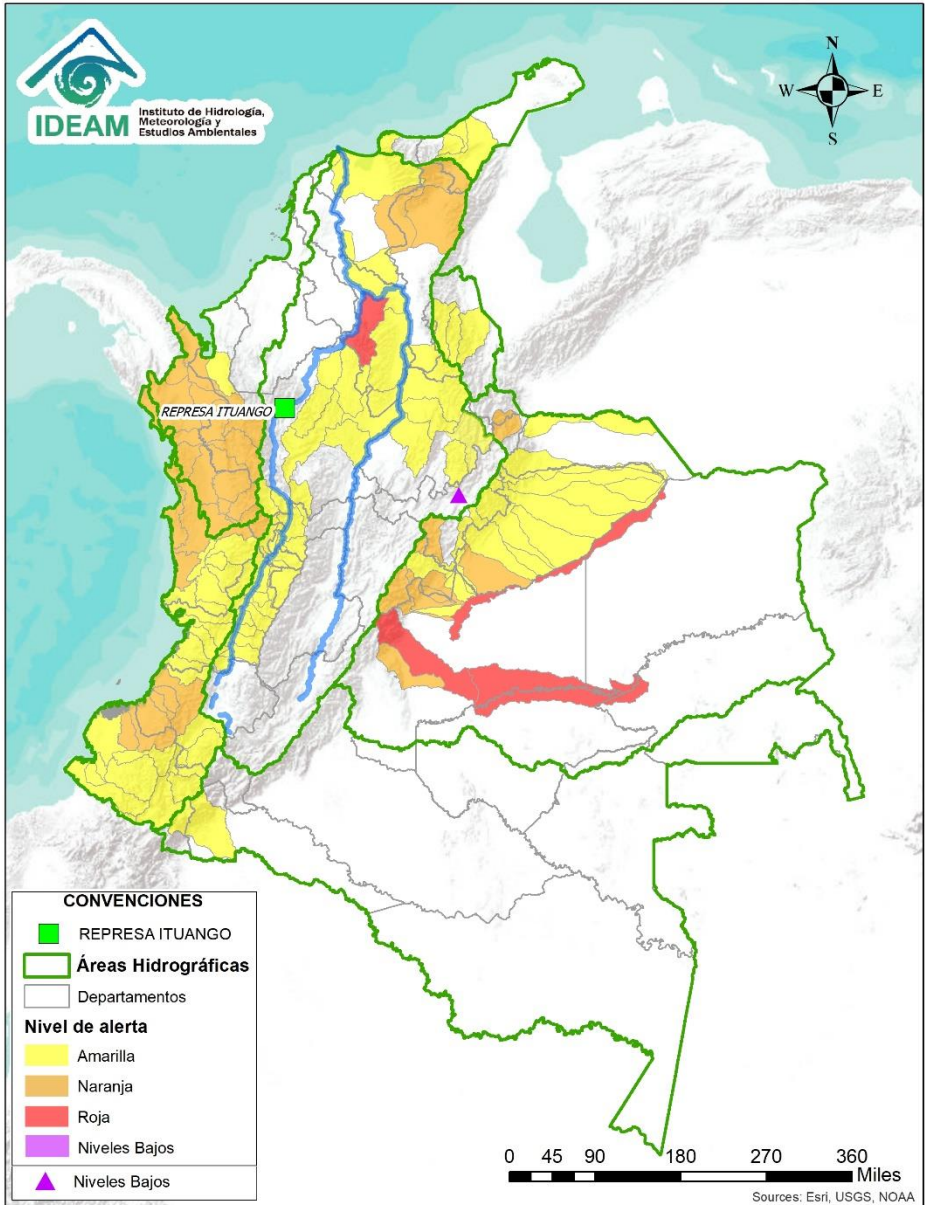 IDEAM
Instituto de Hidrología,
Meteorología y
Estudios Ambientales
N
W
E
S
REPRESA ITUANGO
CONVENCIONES
REPRESA ITUANGO
Áreas Hidrográficas
Departamentos
Nivel de alerta
Amarilla
Naranja
Roja
Niveles Bajos
Niveles Bajos
0 45 90 180 270 360
Miles
Sources: Esri, USGS, NOAA